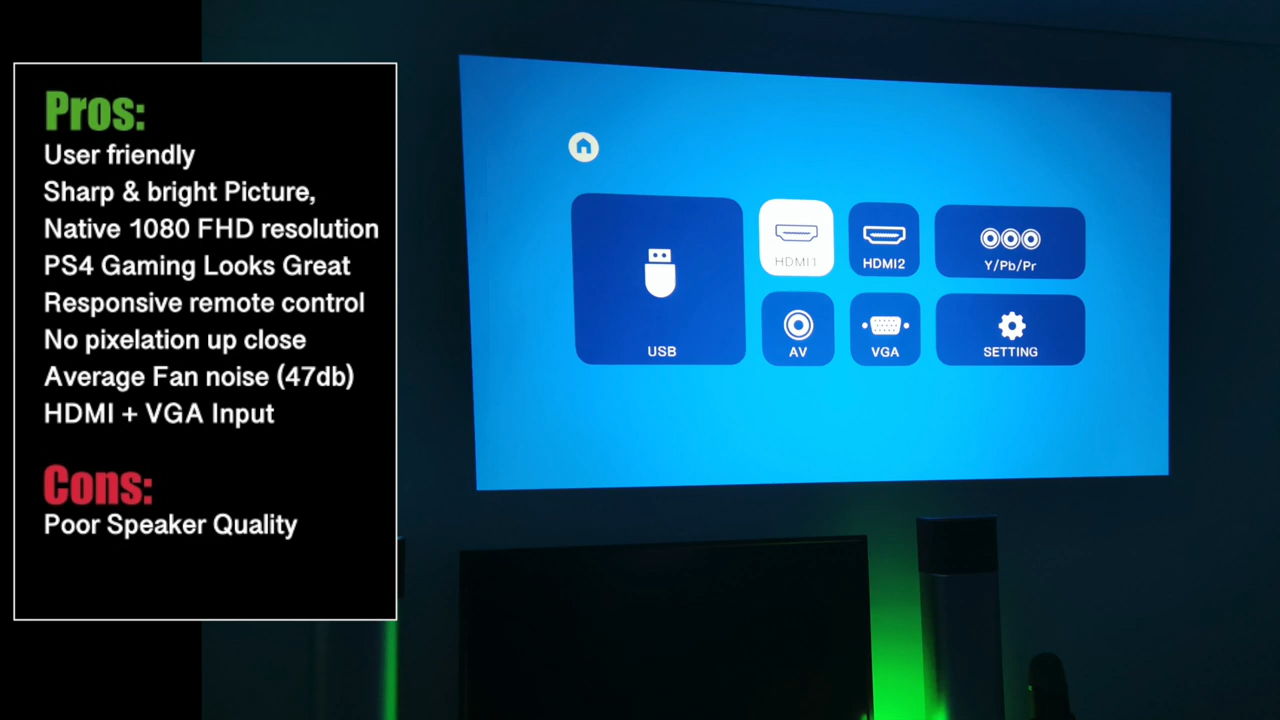 Pros:
User friendly
Sharp & bright Picture,
Native 1080 FHD resolution
PS4 Gaming Looks Great
Responsive remote control
No pixelation up close
Average Fan noise (47db)
HDMI + VGA Input
Cons:
Poor Speaker Quality
USB
HDMI1
HDMI2
Y/Pb/Pr
AV
VGA
SETTING